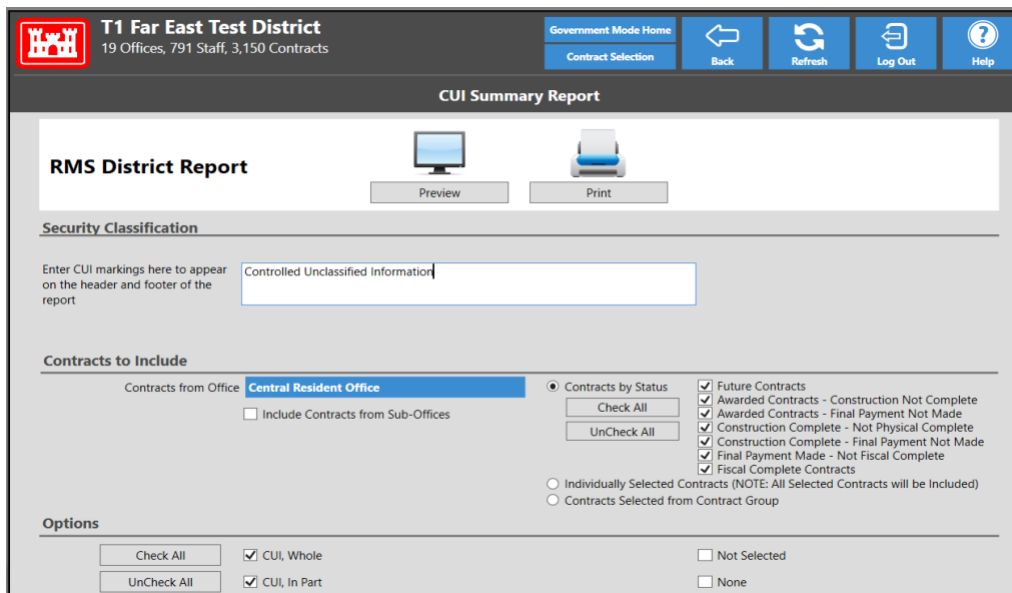 T1 Far East Test District
19 Offices, 791 Staff, 3,150 Contracts
Government Mode Home
Contract Selection
Back
Refresh
Log Out
Help
CUI Summary Report
RMS District Report
Preview
Print
Security Classification
Enter CUI markings here to appear
on the header and footer of the
report
Controlled Unclassified Information
Contracts to Include
Contracts from Office Central Resident Office
Include Contracts from Sub-Offices
Contracts by Status
Check All
UnCheck All
Future Contracts
Awarded Contracts - Construction Not Complete
Awarded Contracts - Final Payment Not Made
Construction Complete - Not Physical Complete
Construction Complete - Final Payment Not Made
Final Payment Made - Not Fiscal Complete
Fiscal Complete Contracts
Individually Selected Contracts (NOTE: All Selected Contracts will be Included)
Contracts Selected from Contract Group
Options
Check All
CUI, Whole
Not Selected
UnCheck All
CUI, In Part
None